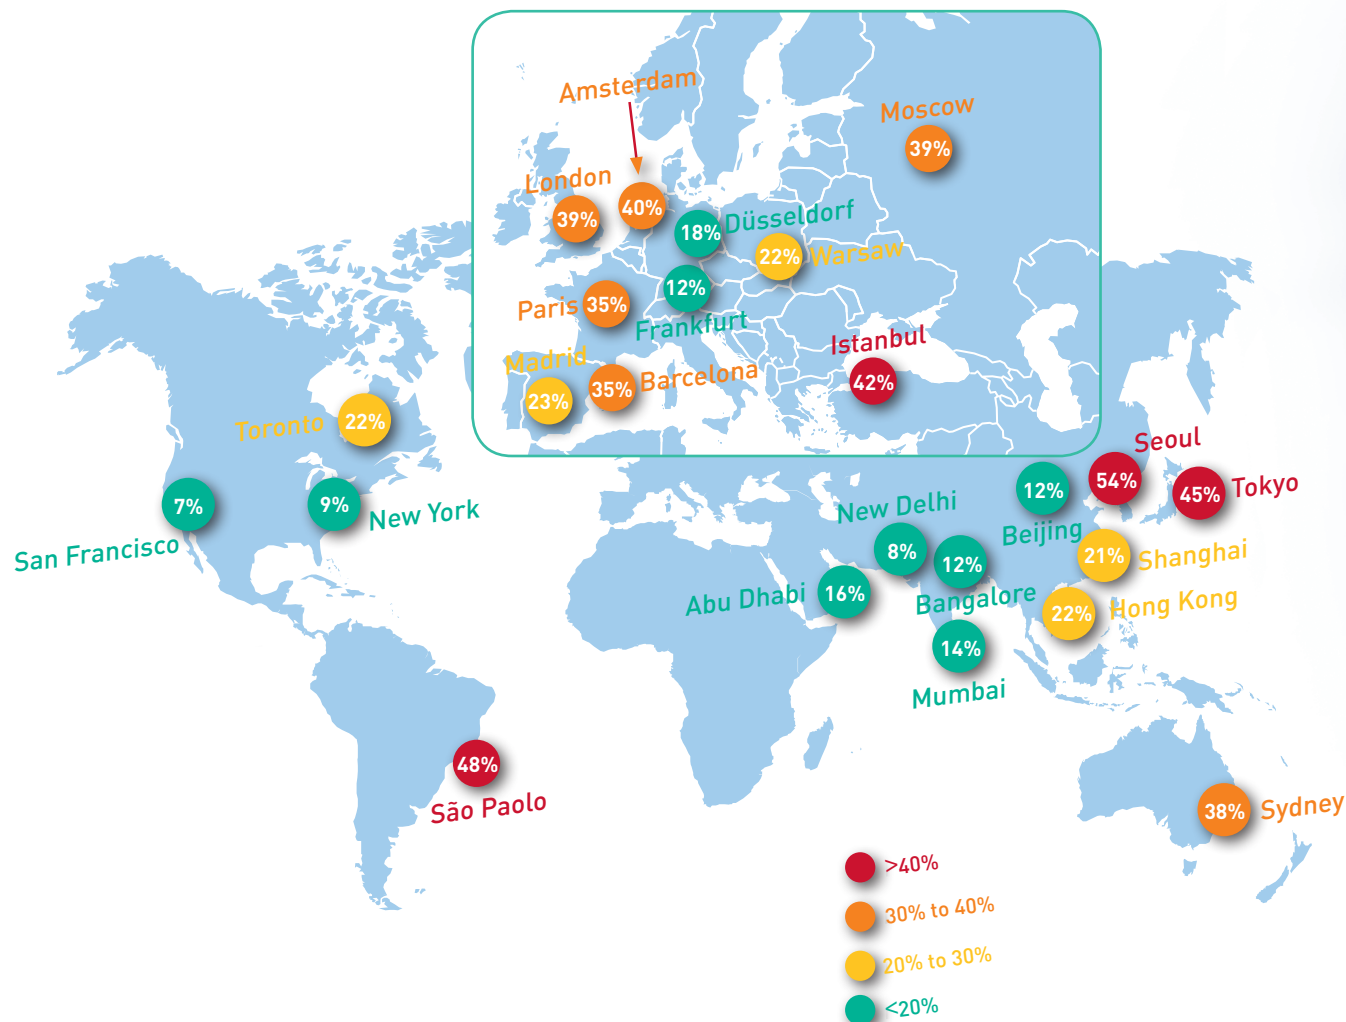 Amsterdam
Moscow
39%
London
39%
40%
18%
Düsseldorf
22%
Warsaw
12%
Frankfurt
Paris
35%
Madrid
23%
35%
Barcelona
Istanbul
42%
Toronto
22%
7%
San Francisco
9%
New York
48%
São Paolo
Abu Dhabi
16%
New Delhi
8%
12%
Bangalore
14%
Mumbai
12%
Beijing
Seoul
54%
45%
Tokyo
21%
Shanghai
22%
Hong Kong
38%
Sydney
>40%
30% to 40%
20% to 30%
<20%